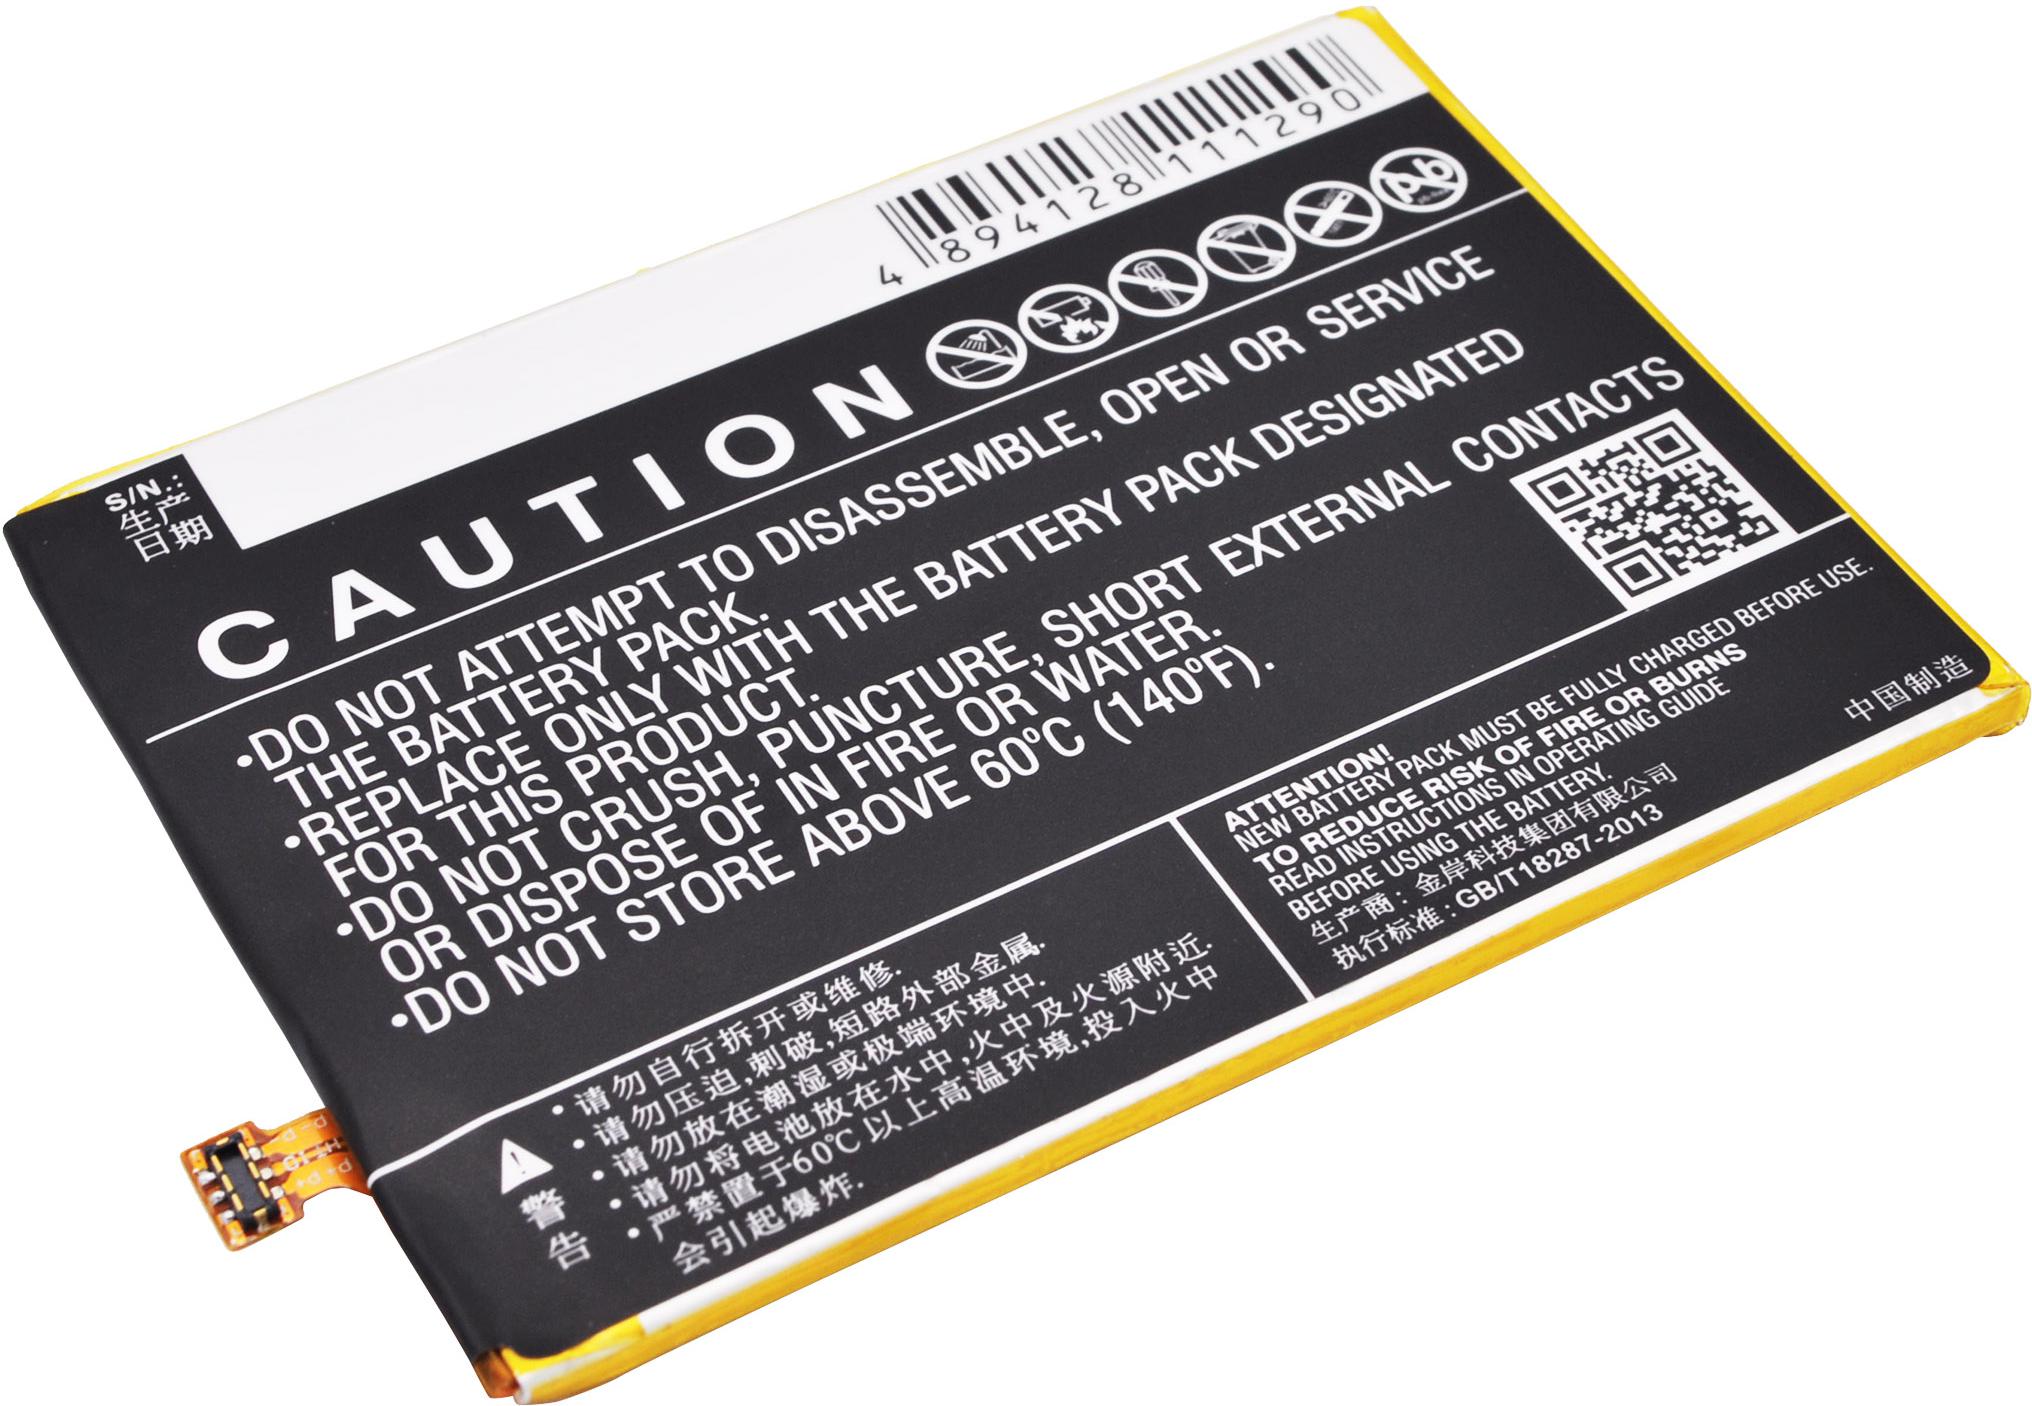 4 894128 111290
S/N.:
生产
日期
CAUTION
Pb
•DO NOT ATTEMPT TO DISASSEMBLE, OPEN OR SERVICE
THE BATTERY PACK.
•REPLACE ONLY WITH THE BATTERY PACK DESIGNATED
FOR THIS PRODUCT.
•DO NOT CRUSH, PUNCTURE, SHORT EXTERNAL CONTACTS
OR DISPOSE OF IN FIRE OR WATER.
•DO NOT STORE ABOVE 60°C (140°F).
ATTENTION!
NEW BATTERY PACK MUST BE FULLY CHARGED BEFORE USE.
TO REDUCE RISK OF FIRE OR BURNS
READ INSTRUCTIONS IN OPERATING GUIDE
BEFORE USING THE BATTERY.
生产商：金岸科技集团有限公司
执行标准：GB/T18287-2013
中国制造
警
告
•请勿自行拆开或维修.
•请勿压迫,刺破,短路外部金属.
•请勿放在潮湿或极端环境中.
•请勿将电池放在水中,火中及火源附近.
•严禁置于60℃以上高温环境,投入火中
会引起爆炸.
P- P-
P+ P+